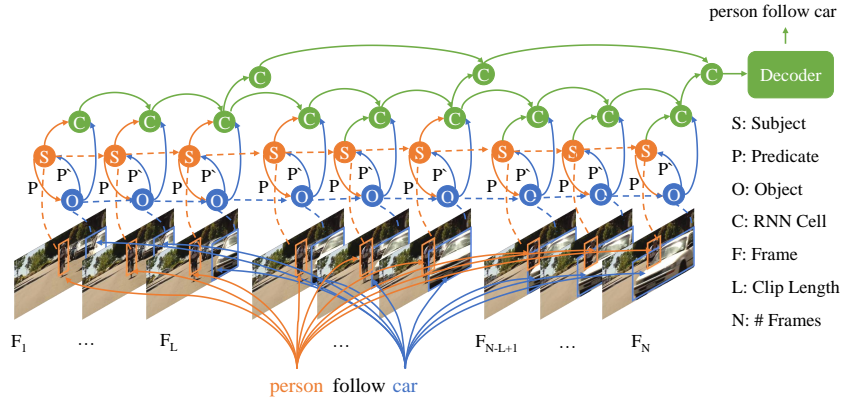 person follow car
C C C
Decoder
C C C C C C C C C
S S S S S S S S S
P P` P P` P P` P P` P P` P P` P P` P P` P P`
O O O O O O O O O
S: Subject
P: Predicate
O: Object
C: RNN Cell
F: Frame
L: Clip Length
N: # Frames
F1 ... FL ... FN-L+1 ... FN
person follow car